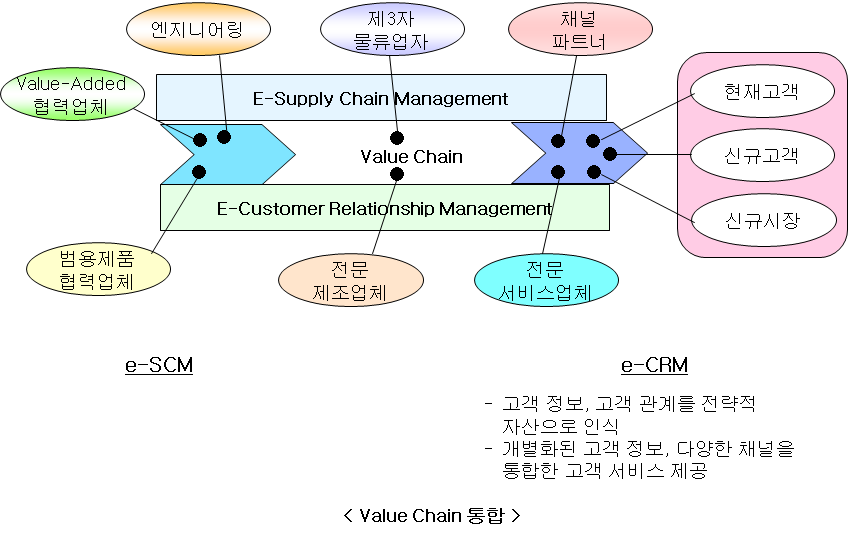 엔지니어링
제3자
물류업자
채널
파트너
Value-Added
협력업체
E-Supply Chain Management
현재고객
Value Chain
신규고객
E-Customer Relationship Management
신규시장
범용제품
협력업체
전문
제조업체
전문
서비스업체
e-SCM
e-CRM
- 고객 정보, 고객 관계를 전략적
자산으로 인식
- 개별화된 고객 정보, 다양한 채널을
통합한 고객 서비스 제공
< Value Chain 통합 >